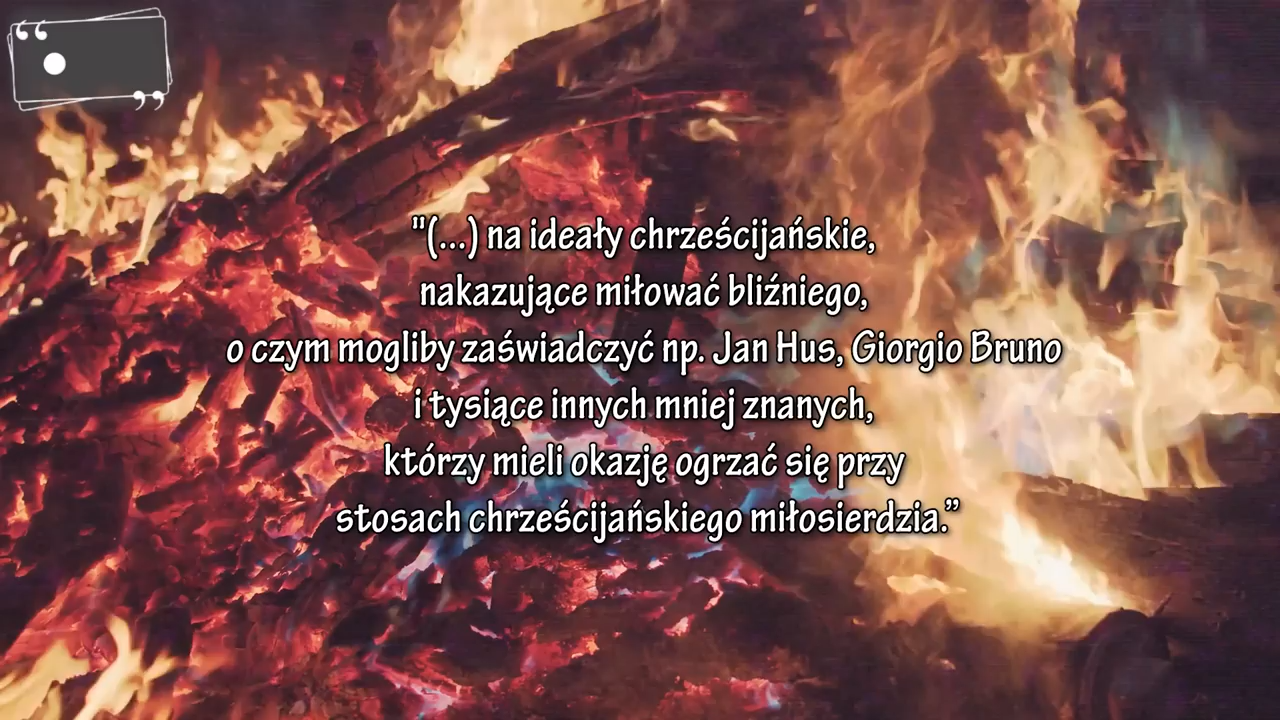 "(...) na ideały chrześcijańskie,
nakazujące miłować bliźniego,
o czym mogliby zaświadczyć np. Jan Hus, Giorgio Bruno
i tysiące innych mniej znanych,
którzy mieli okazję ogrzać się przy
stosach chrześcijańskiego miłosierdzia.”